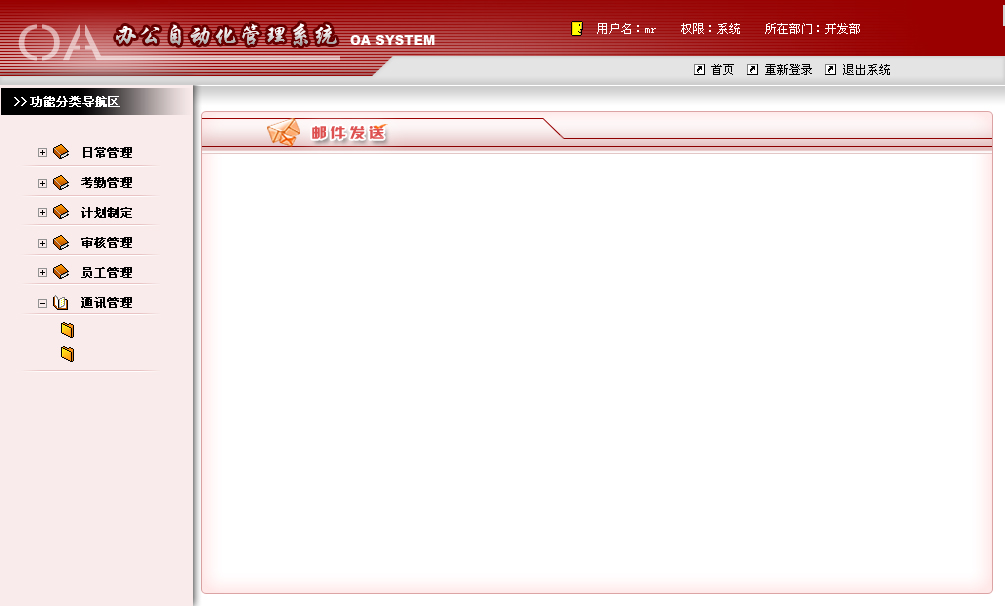 OA 办公自动化管理系统 OA SYSTEM
用户名：mr 权限：系统 所在部门：开发部
首页 重新登录 退出系统
>>功能分类导航区
邮件发送
日常管理
考勤管理
计划制定
审核管理
员工管理
通讯管理